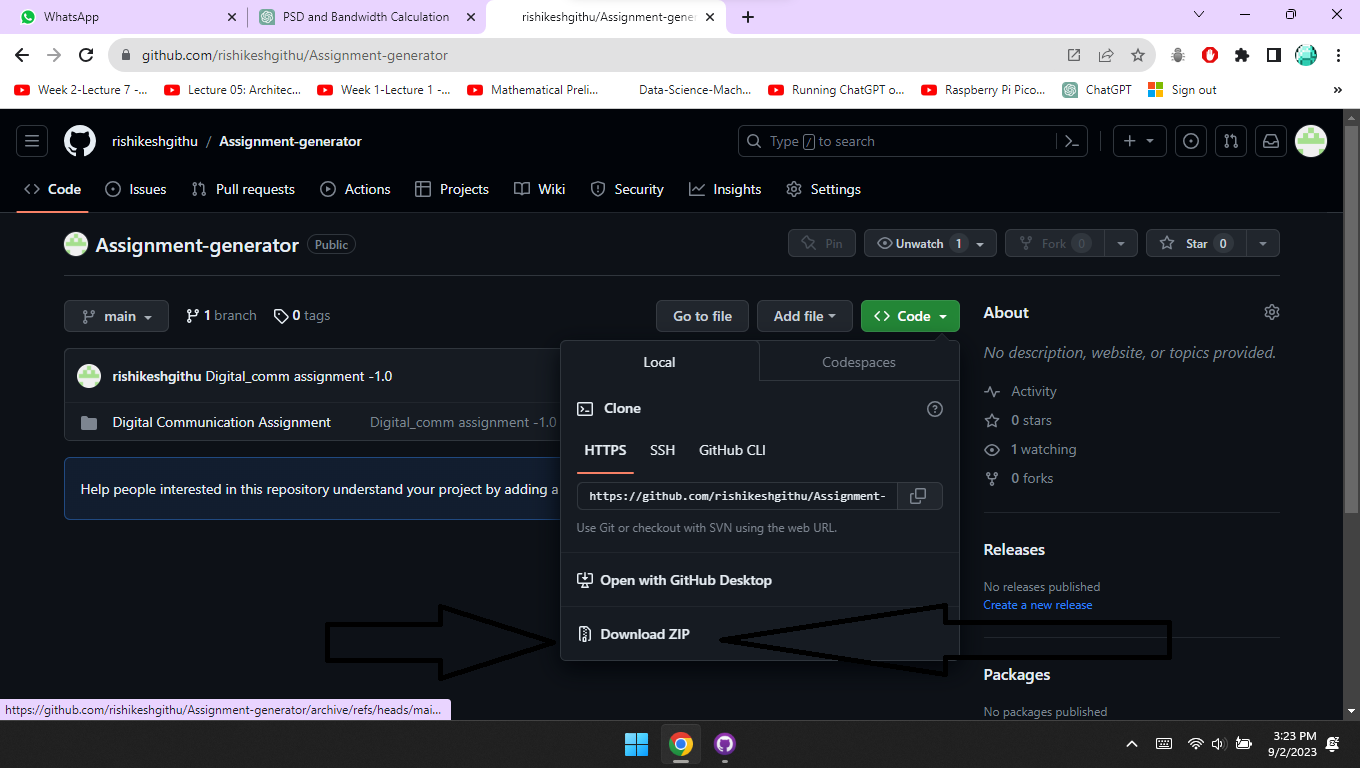 WhatsApp
PSD and Bandwidth Calculation
rishikeshgithu/Assignment-gene
github.com/rishikeshgithu/Assignment-generator
Week 2-Lecture 7 -... Lecture 05: Architec... Week 1-Lecture 1 -... Mathematical Preli... Data-Science-Mach... Running ChatGPT o... Raspberry Pi Pico... ChatGPT Sign out »
rishikeshgithu / Assignment-generator
Type / to search
Code Issues Pull requests Actions Projects Wiki Security Insights Settings
Assignment-generator Public
Pin Unwatch 1 Fork 0 Star 0
main 1 branch 0 tags
Go to file Add file <> Code
rishikeshgithu Digital_comm assignment -1.0
Digital Communication Assignment Digital_comm assignment -1.0
Help people interested in this repository understand your project by adding a
Local Codespaces
Clone
HTTPS SSH GitHub CLI
https://github.com/rishikeshgithu/Assignment-
Use Git or checkout with SVN using the web URL.
Open with GitHub Desktop
Download ZIP
About
No description, website, or topics provided.
Activity
0 stars
1 watching
0 forks
Releases
No releases published
Create a new release
Packages
No packages published
https://github.com/rishikeshgithu/Assignment-generator/archive/refs/heads/mai...
3:23 PM
9/2/2023